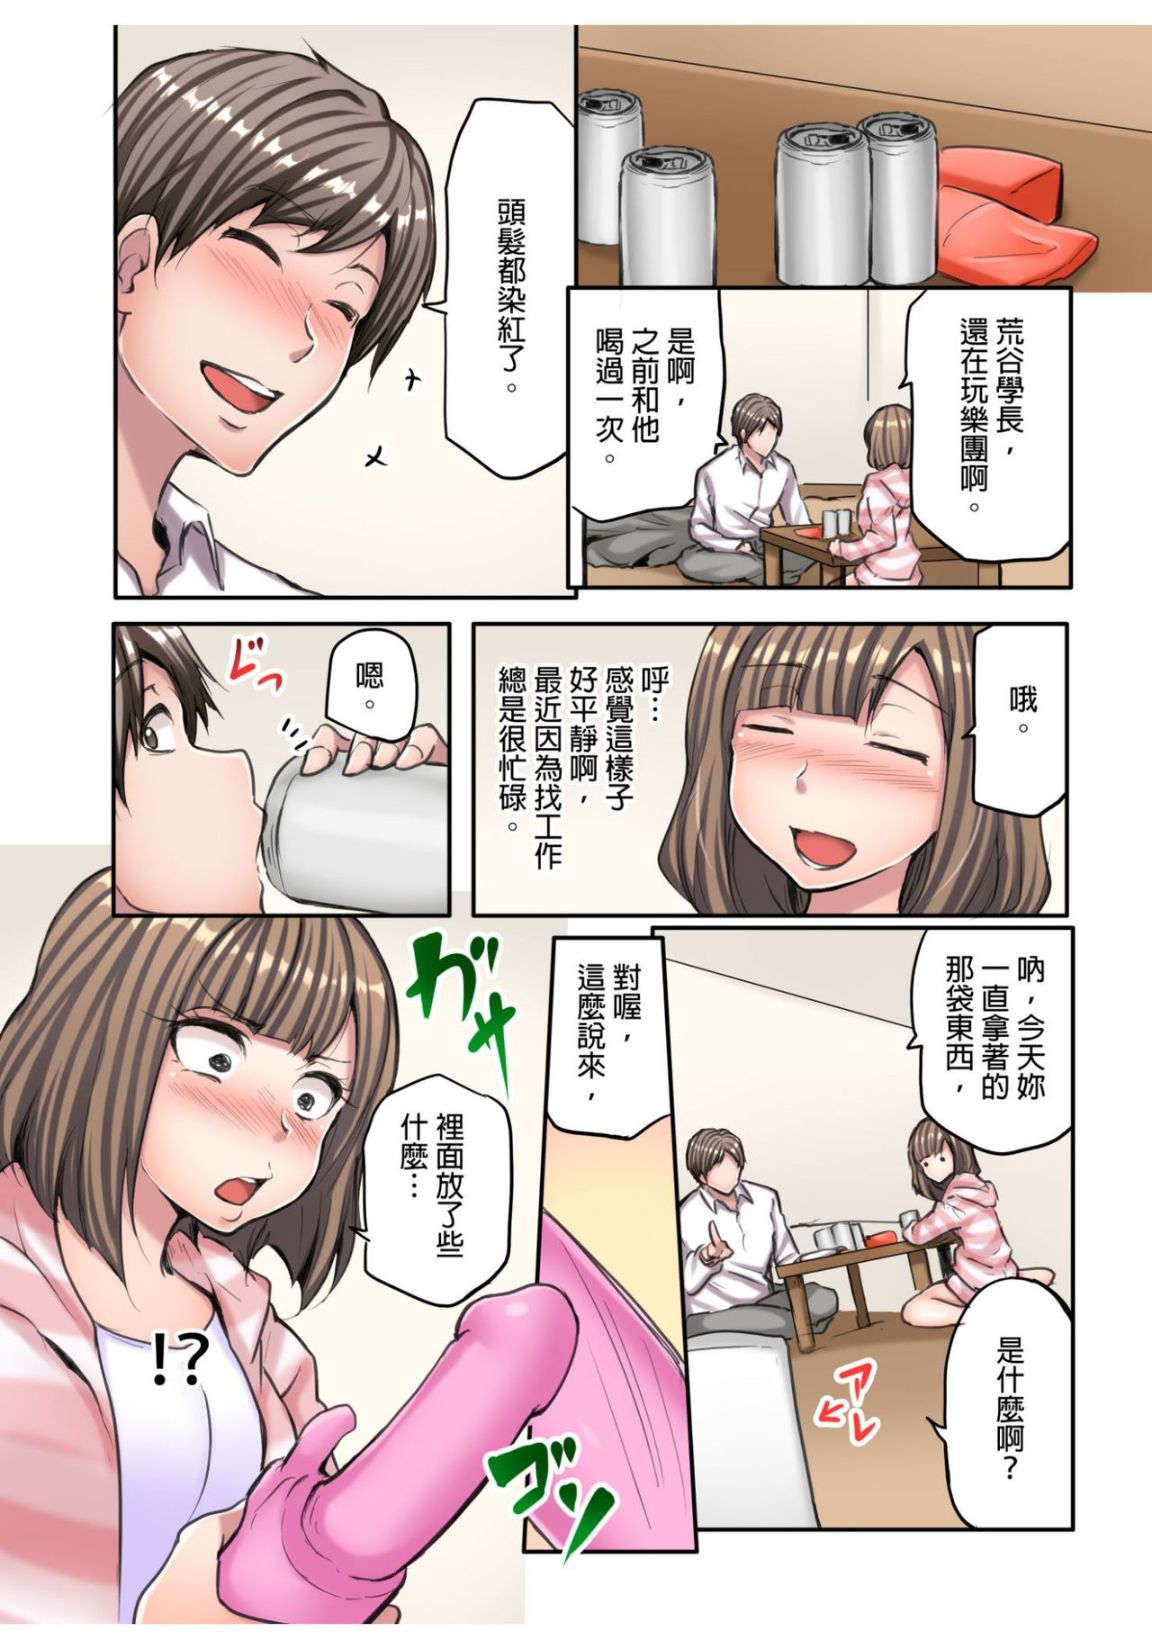 荒谷學長，
還在玩樂團啊。
是啊，
之前和他
喝過一次。
頭髮都染紅了。
哦。
呼…
感覺這樣子
好平靜啊，
最近因為找工作
總是很忙碌。
嗯。
じっ
吶，今天妳
一直拿著的
那袋東西，
アレ
是什麼啊？
對喔，
這麼說來，
ガサ
裡面放了些
什麼…
!?
ゴソ